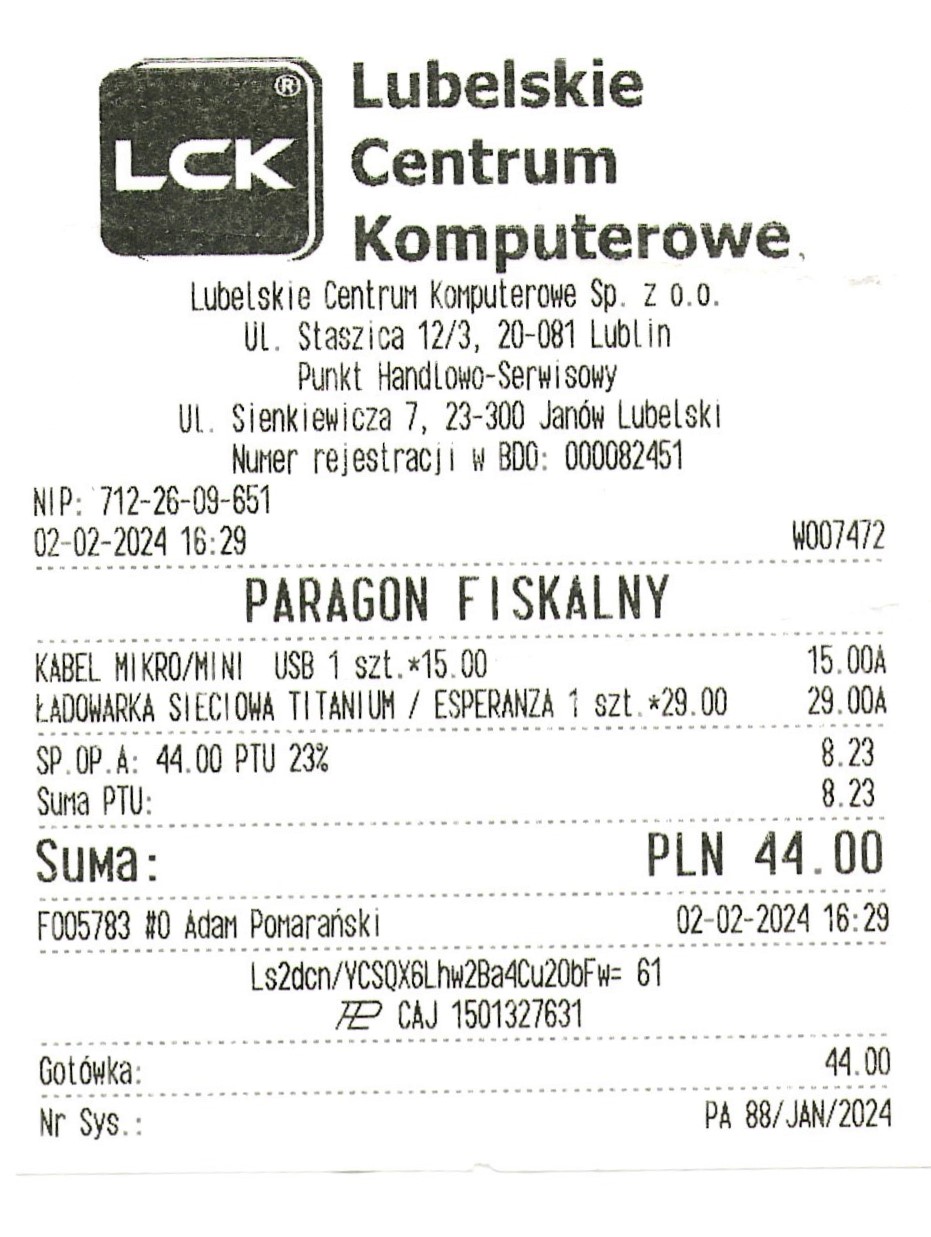 LCK®
Lubelskie
Centrum
Komputerowe
Lubelskie Centrum Komputerowe Sp. z o.o.
Ul. Staszica 12/3, 20-081 Lublin
Punkt Handlowo-Serwisowy
Ul. Sienkiewicza 7, 23-300 Janów Lubelski
Numer rejestracji w BDO: 000082451
NIP: 712-26-09-651
02-02-2024 16:29 W007472
PARAGON FISKALNY
KABEL MIKRO/MINI USB 1 szt.*15.00 15.00A
ŁADOWARKA SIECIOWA TITANIUM / ESPERANZA 1 szt.*29.00 29.00A
SP.OP.A: 44.00 PTU 23% 8.23
Suma PTU: 8.23
Suma: PLN 44.00
F005783 #0 Adam Pomarański 02-02-2024 16:29
Ls2dcn/YCSQX6Lhw2Ba4Cu20bFw= 61
CAJ 1501327631
Gotówka: 44.00
Nr Sys.: PA 88/JAN/2024